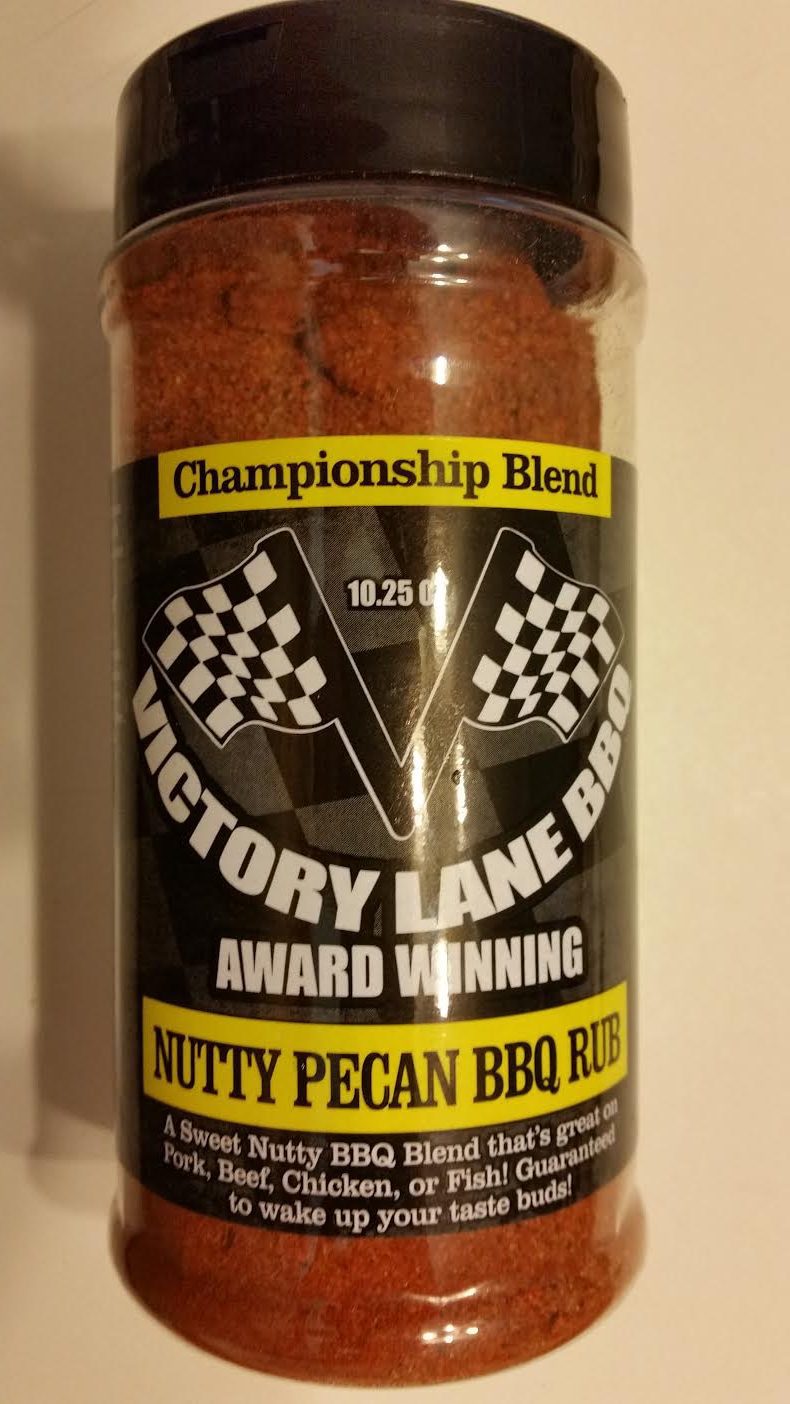 Championship Blend
10.25
VICTORY LANE BBQ
AWARD WINNING
NUTTY PECAN BBQ RUB
A Sweet Nutty BBQ Blend that's great on
Pork, Beef, Chicken, or Fish! Guaranteed
to wake up your taste buds!